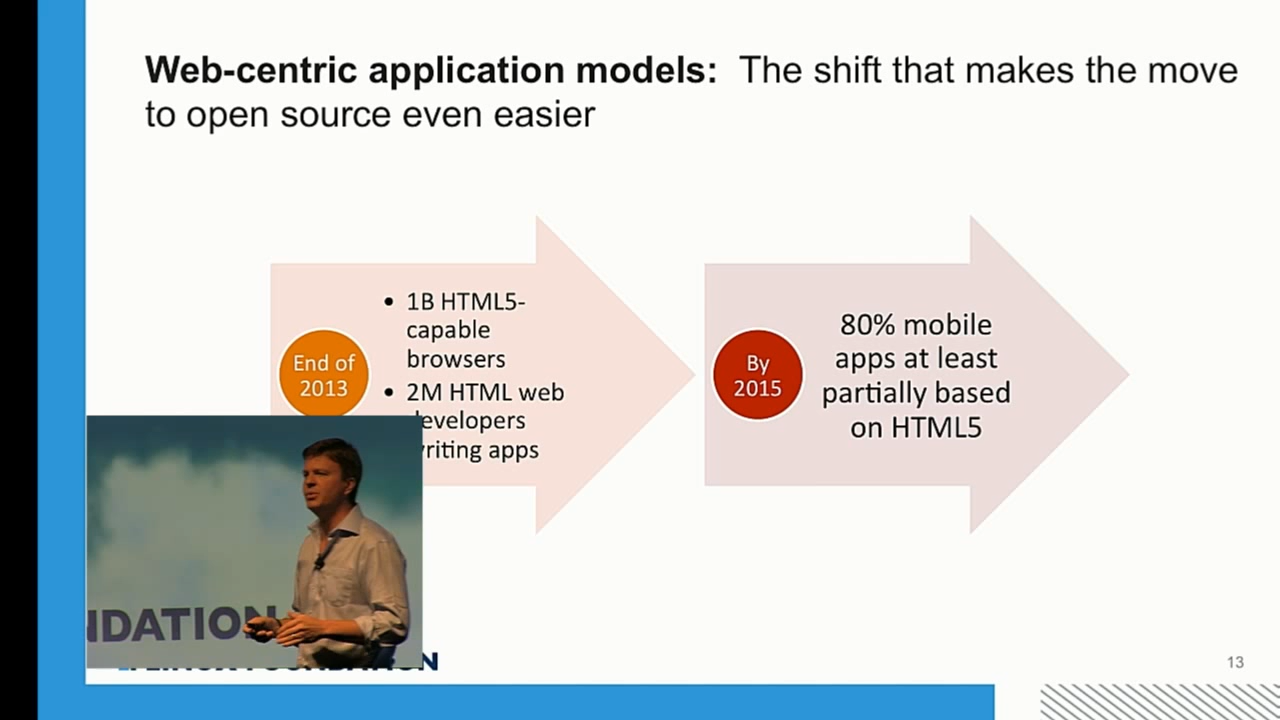 Web-centric application models: The shift that makes the move
to open source even easier
End of
2013
• 1B HTML5-
capable
browsers
• 2M HTML web
developers
writing apps
By
2015
80% mobile
apps at least
partially based
on HTML5
NDATION
FOUNDATION
13